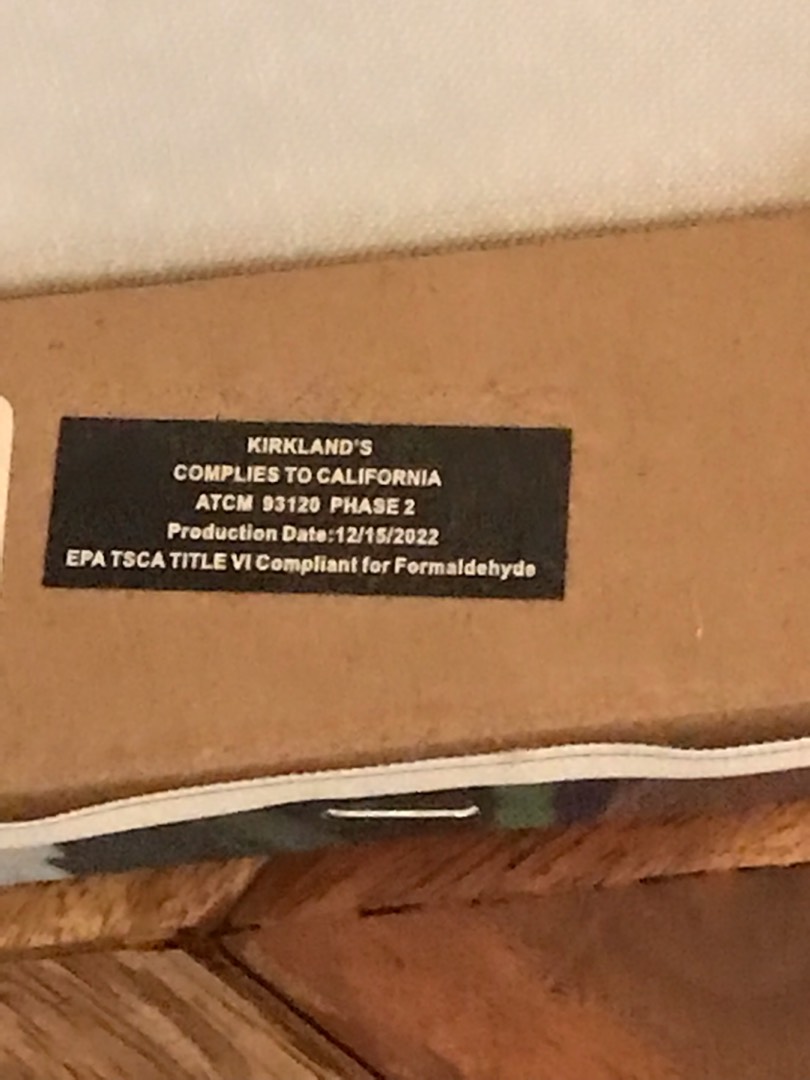 KIRKLAND'S
COMPLIES TO CALIFORNIA
ATCM 93120 PHASE 2
Production Date:12/15/2022
EPA TSCA TITLE VI Compliant for Formaldehyde